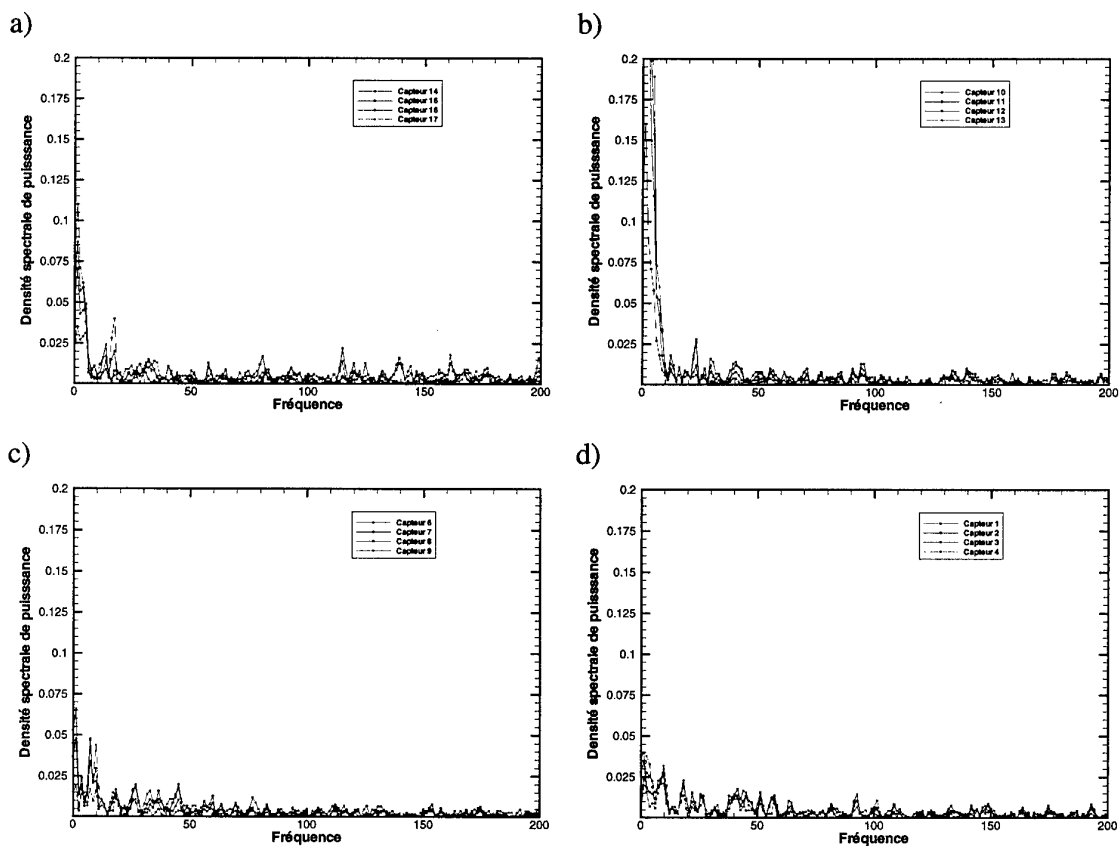 a)
0.2
0.175
0.15
0.125
0.1
0.075
0.05
0.025
Densité spectrale de puisssance
Capteur 14
Capteur 15
Capteur 16
Capteur 17
0
50
100
150
200
Fréquence
b)
0.2
0.175
0.15
0.125
0.1
0.075
0.05
0.025
Densité spectrale de puisssance
Capteur 10
Capteur 11
Capteur 12
Capteur 13
0
50
100
150
200
Fréquence
c)
0.2
0.175
0.15
0.125
0.1
0.075
0.05
0.025
Densité spectrale de puisssance
Capteur 6
Capteur 7
Capteur 8
Capteur 9
0
50
100
150
200
Fréquence
d)
0.2
0.175
0.15
0.125
0.1
0.075
0.05
0.025
Densité spectrale de puisssance
Capteur 1
Capteur 2
Capteur 3
Capteur 4
0
50
100
150
200
Fréquence